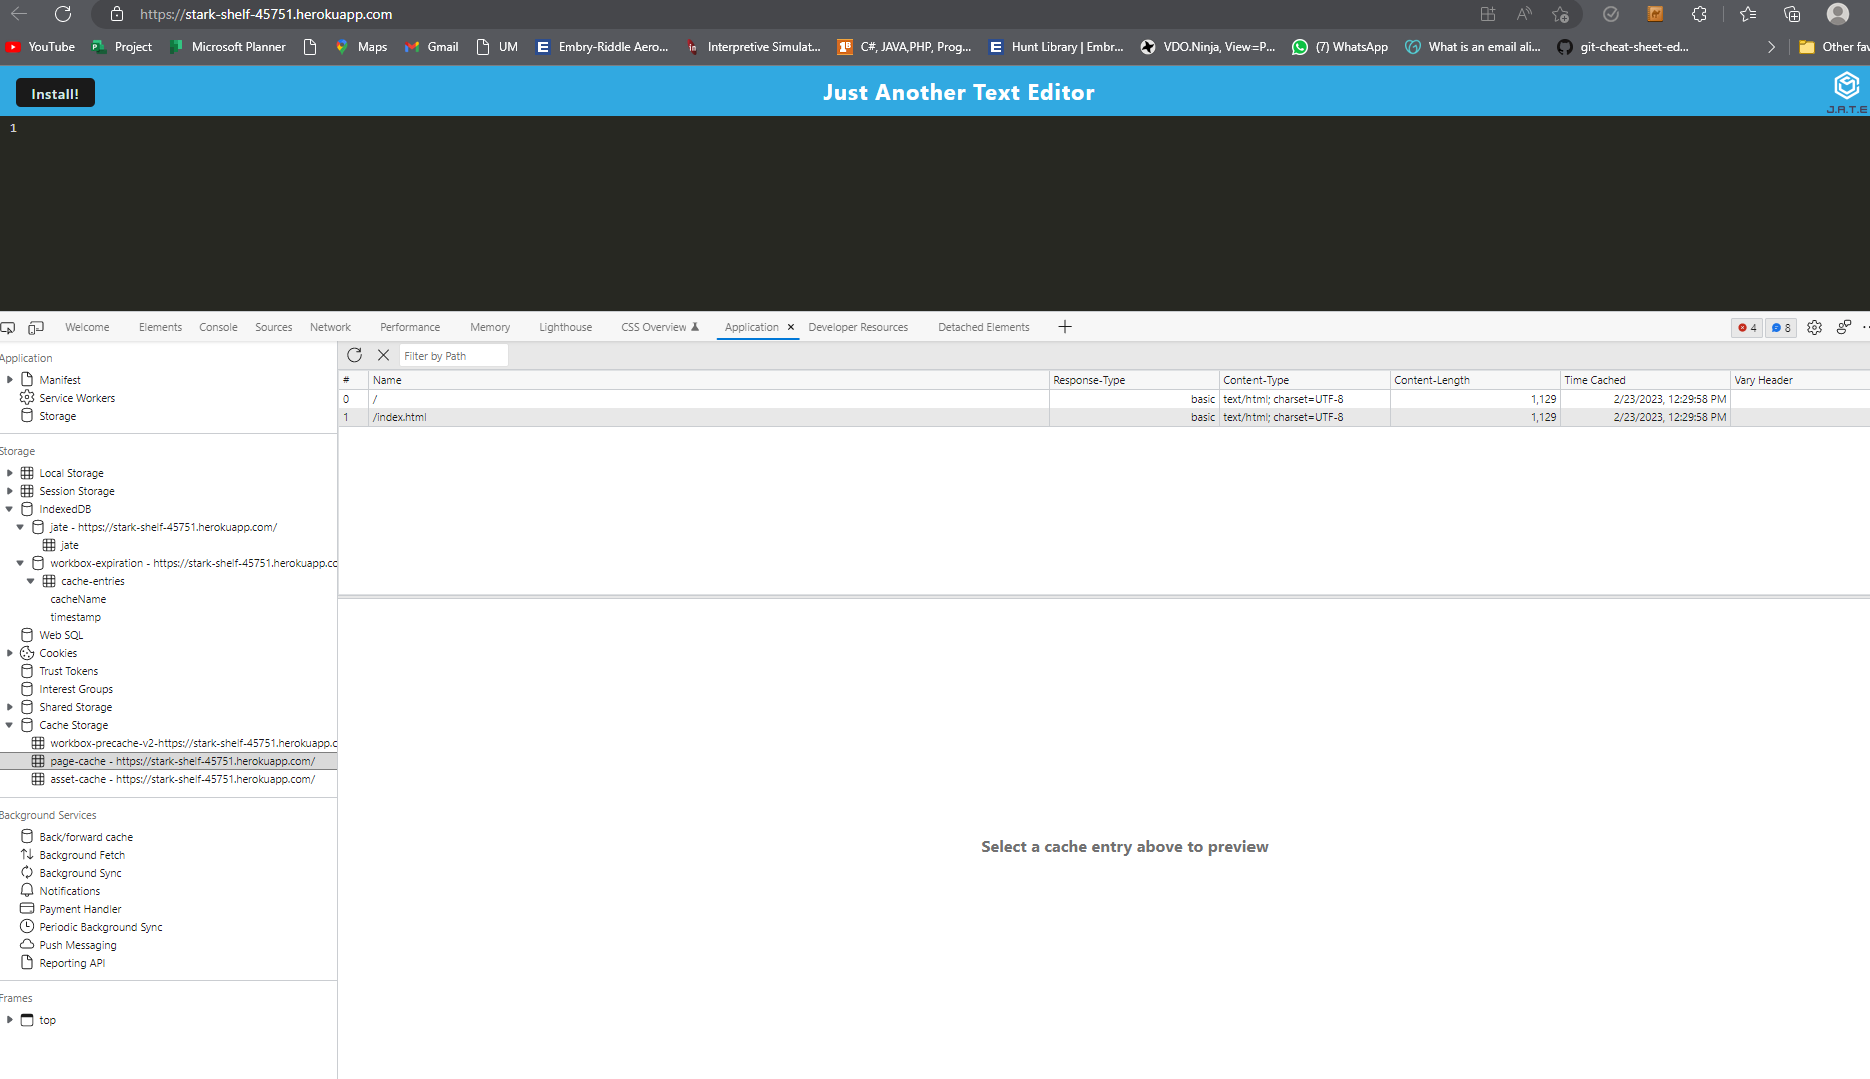 https://stark-shelf-45751.herokuapp.com
YouTube Project Microsoft Planner Maps Gmail UM Embry-Riddle Aero... Interpretive Simulat... C#, JAVA,PHP, Prog... Hunt Library | Embr... VDO.Ninja, View=P... (7) WhatsApp What is an email ali... git-cheat-sheet-ed... Other fav
Install! Just Another Text Editor
J.A.T.E
1
Welcome Elements Console Sources Network Performance Memory Lighthouse CSS Overview Application Developer Resources Detached Elements 4 8
Application
Manifest
Service Workers
Storage
Storage
Local Storage
Session Storage
IndexedDB
jate - https://stark-shelf-45751.herokuapp.com/
jate
workbox-expiration - https://stark-shelf-45751.herokuapp.co
cache-entries
cacheName
timestamp
Web SQL
Cookies
Trust Tokens
Interest Groups
Shared Storage
Cache Storage
workbox-precache-v2-https://stark-shelf-45751.herokuapp.c
page-cache - https://stark-shelf-45751.herokuapp.com/
asset-cache - https://stark-shelf-45751.herokuapp.com/
Background Services
Back/forward cache
Background Fetch
Background Sync
Notifications
Payment Handler
Periodic Background Sync
Push Messaging
Reporting API
Frames
top
Filter by Path
# Name Response-Type Content-Type Content-Length Time Cached Vary Header
0 / basic text/html; charset=UTF-8 1,129 2/23/2023, 12:29:58 PM
1 /index.html basic text/html; charset=UTF-8 1,129 2/23/2023, 12:29:58 PM
Select a cache entry above to preview